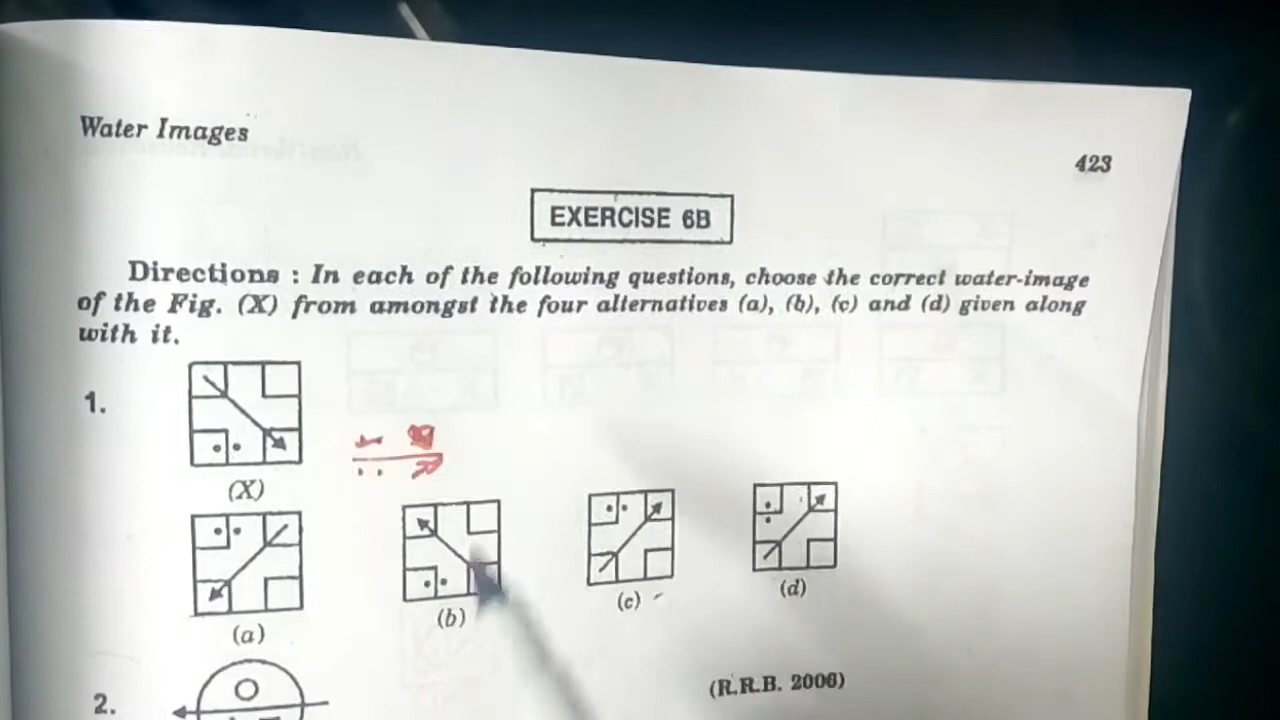 Water Images
423
EXERCISE 6B
Directions : In each of the following questions, choose the correct water-image
of the Fig. (X) from amongst the four alternatives (a), (b), (c) and (d) given along
with it.
1.
(X)
(a)
(b)
(c)
(d)
2.
(R.R.B. 2006)